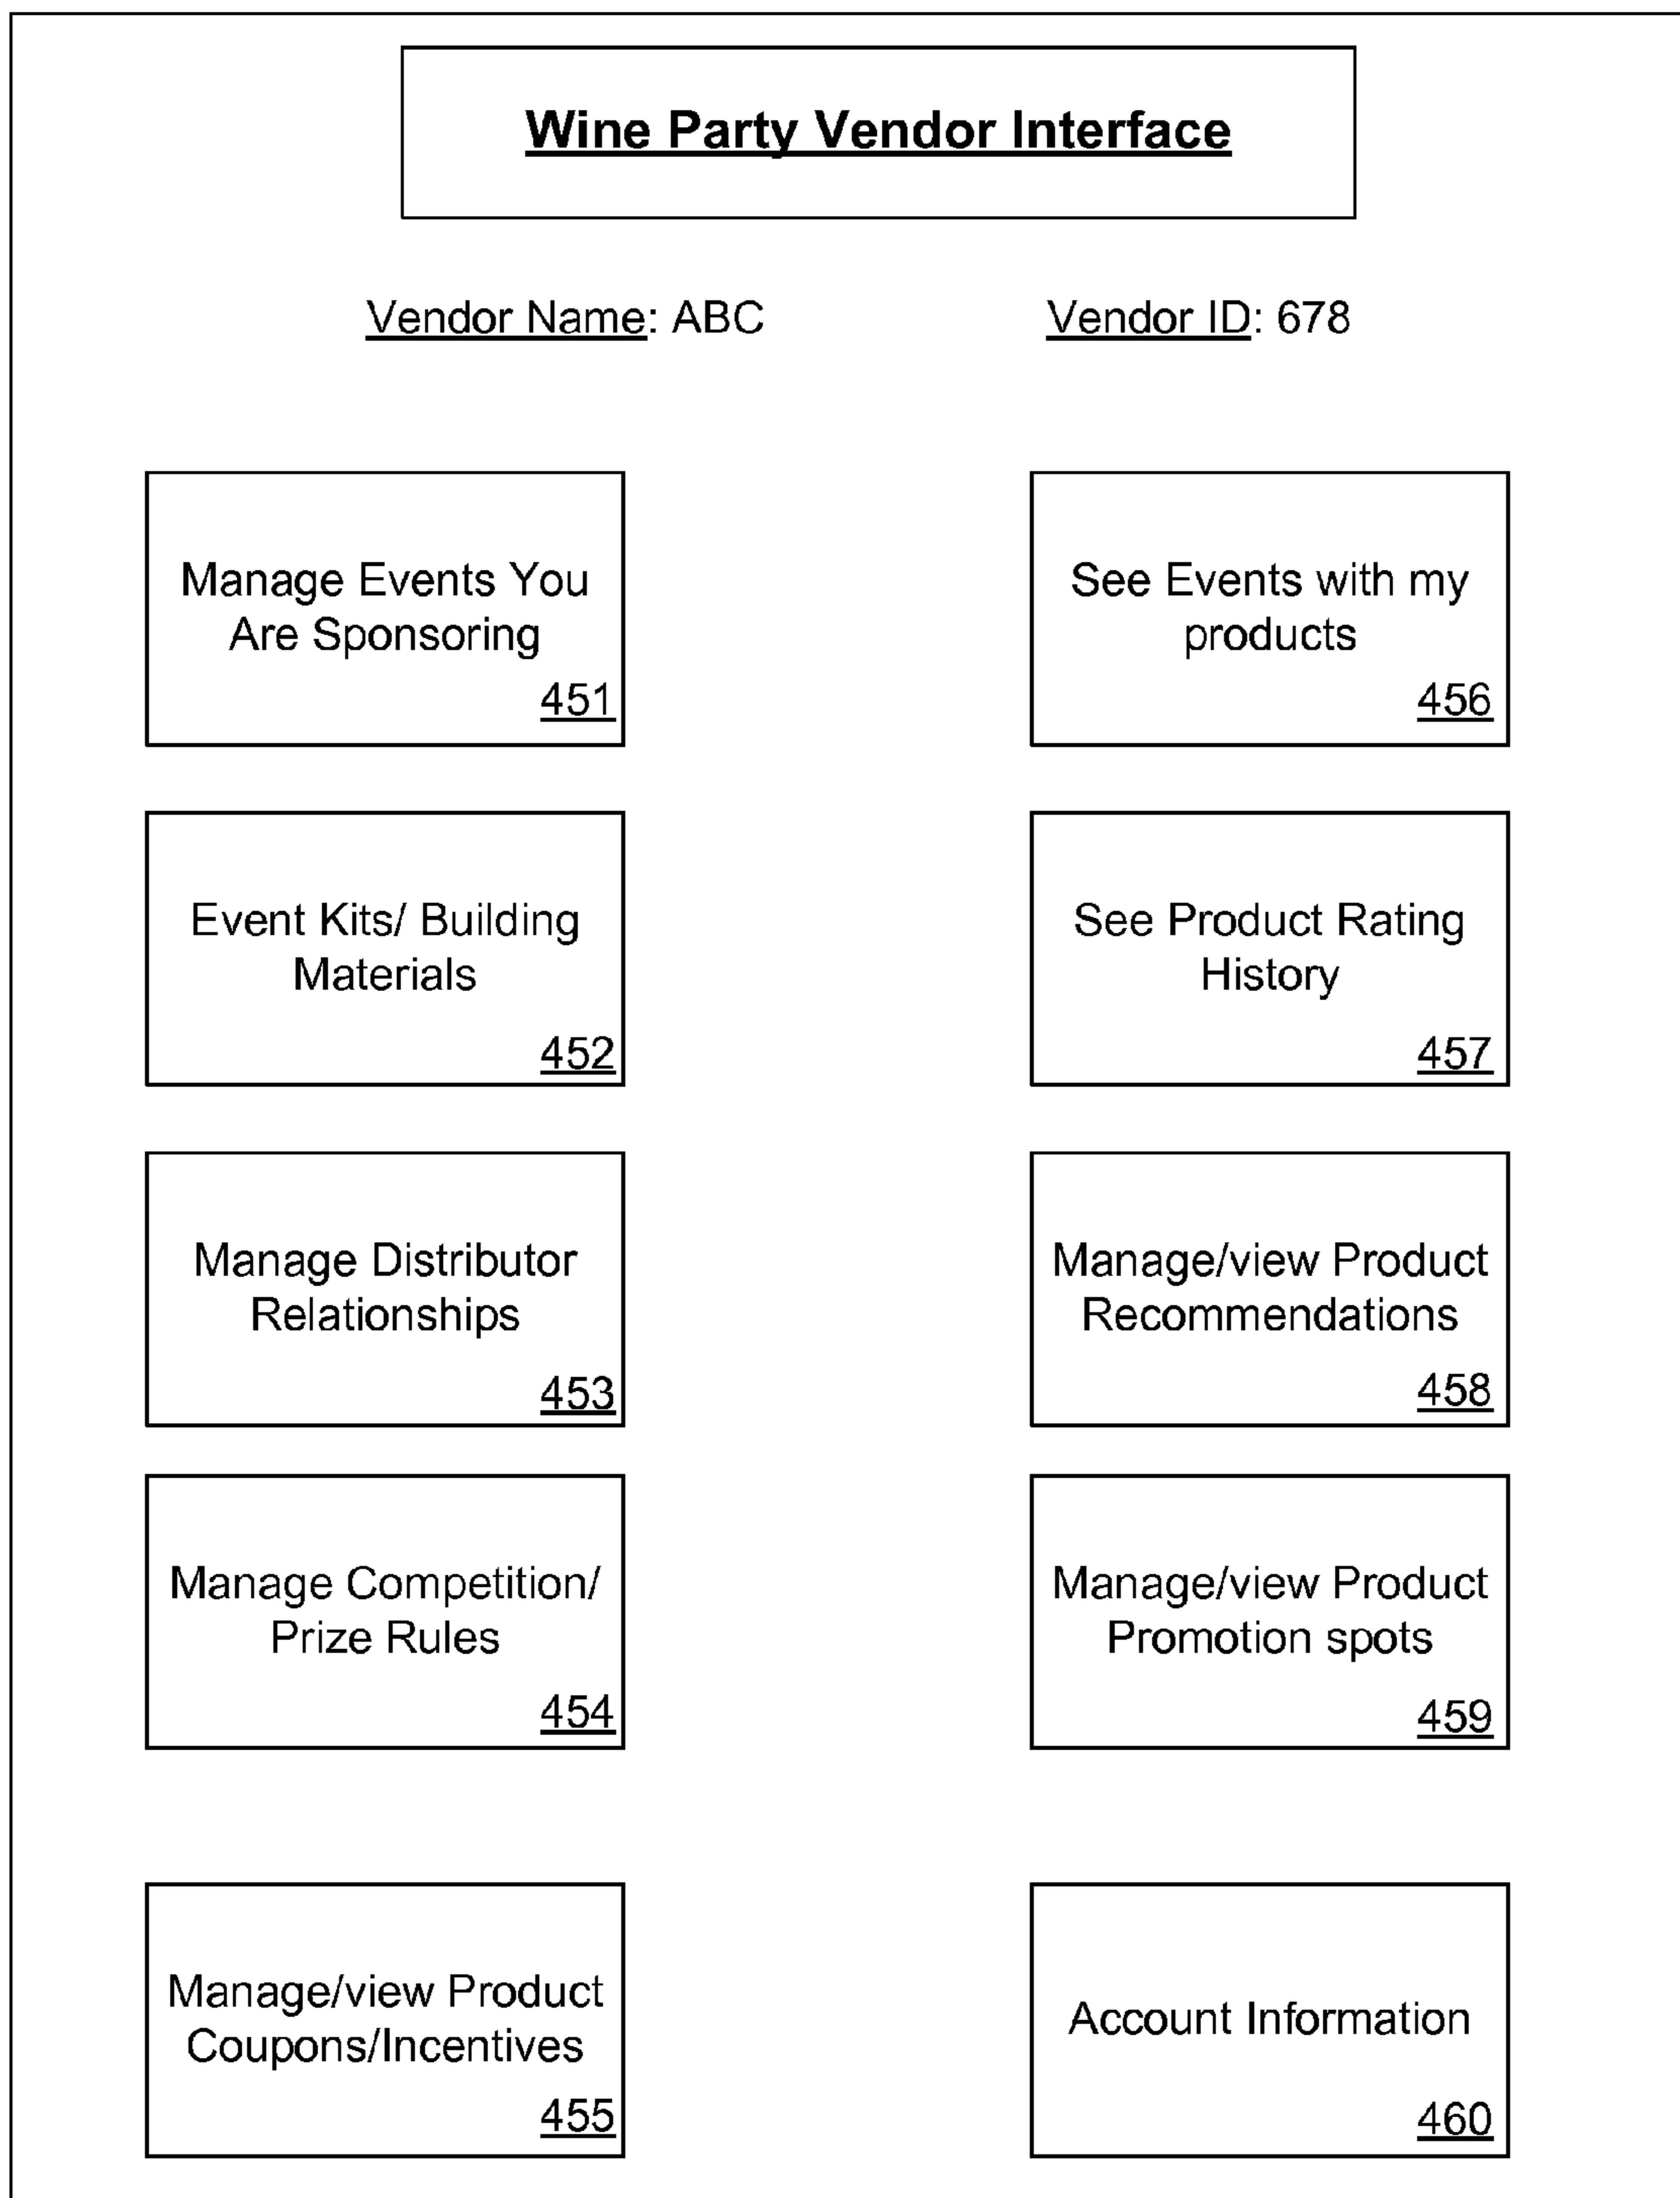 Wine Party Vendor Interface
Vendor Name: ABC
Vendor ID: 678
Manage Events You
Are Sponsoring
451
See Events with my
products
456
Event Kits/ Building
Materials
452
See Product Rating
History
457
Manage Distributor
Relationships
453
Manage/view Product
Recommendations
458
Manage Competition/
Prize Rules
454
Manage/view Product
Promotion spots
459
Manage/view Product
Coupons/Incentives
455
Account Information
460